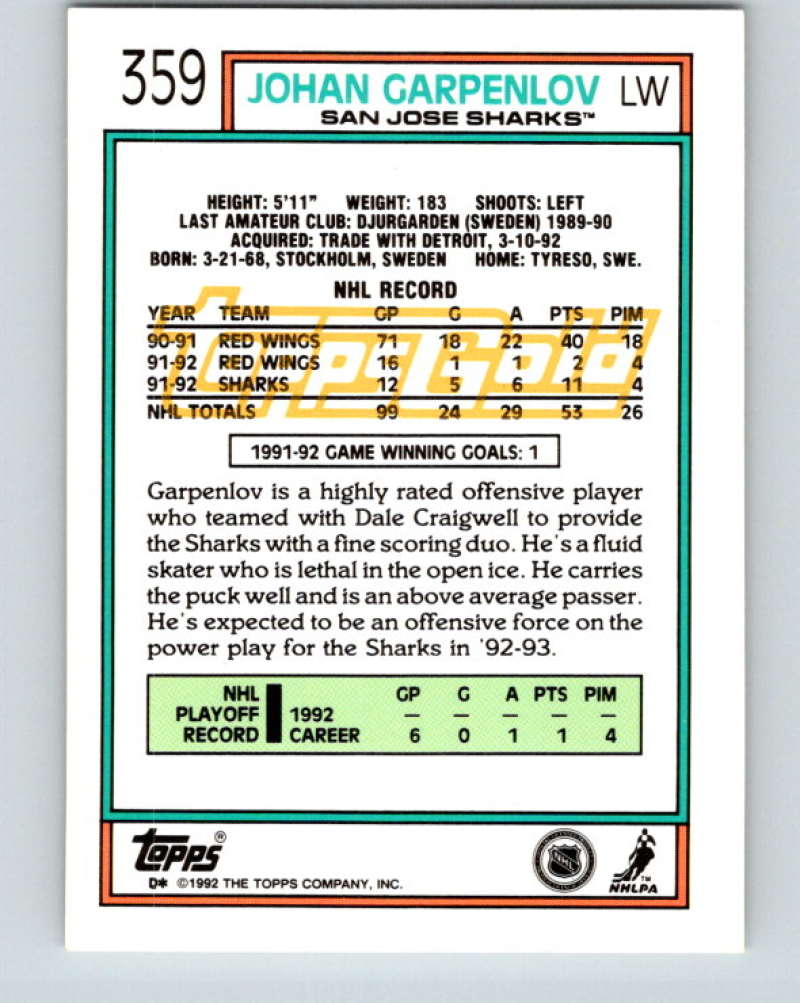 359
JOHAN GARPENLOV LW
SAN JOSE SHARKS™
HEIGHT: 5'11" WEIGHT: 183 SHOOTS: LEFT
LAST AMATEUR CLUB: DJURGARDEN (SWEDEN) 1989-90
ACQUIRED: TRADE WITH DETROIT, 3-10-92
BORN: 3-21-68, STOCKHOLM, SWEDEN HOME: TYRESO, SWE.
NHL RECORD
YEAR TEAM GP G A PTS PIM
90-91 RED WINGS 71 18 22 40 18
91-92 RED WINGS 16 1 1 2 4
91-92 SHARKS 12 5 6 11 4
NHL TOTALS 99 24 29 53 26
ToppsGold
1991-92 GAME WINNING GOALS: 1
Garpenlov is a highly rated offensive player
who teamed with Dale Craigwell to provide
the Sharks with a fine scoring duo. He's a fluid
skater who is lethal in the open ice. He carries
the puck well and is an above average passer.
He's expected to be an offensive force on the
power play for the Sharks in '92-93.
NHL GP G A PTS PIM
PLAYOFF 1992 — — — — —
RECORD CAREER 6 0 1 1 4
Topps®
D* ©1992 THE TOPPS COMPANY, INC.
NHL
™
NHLPA